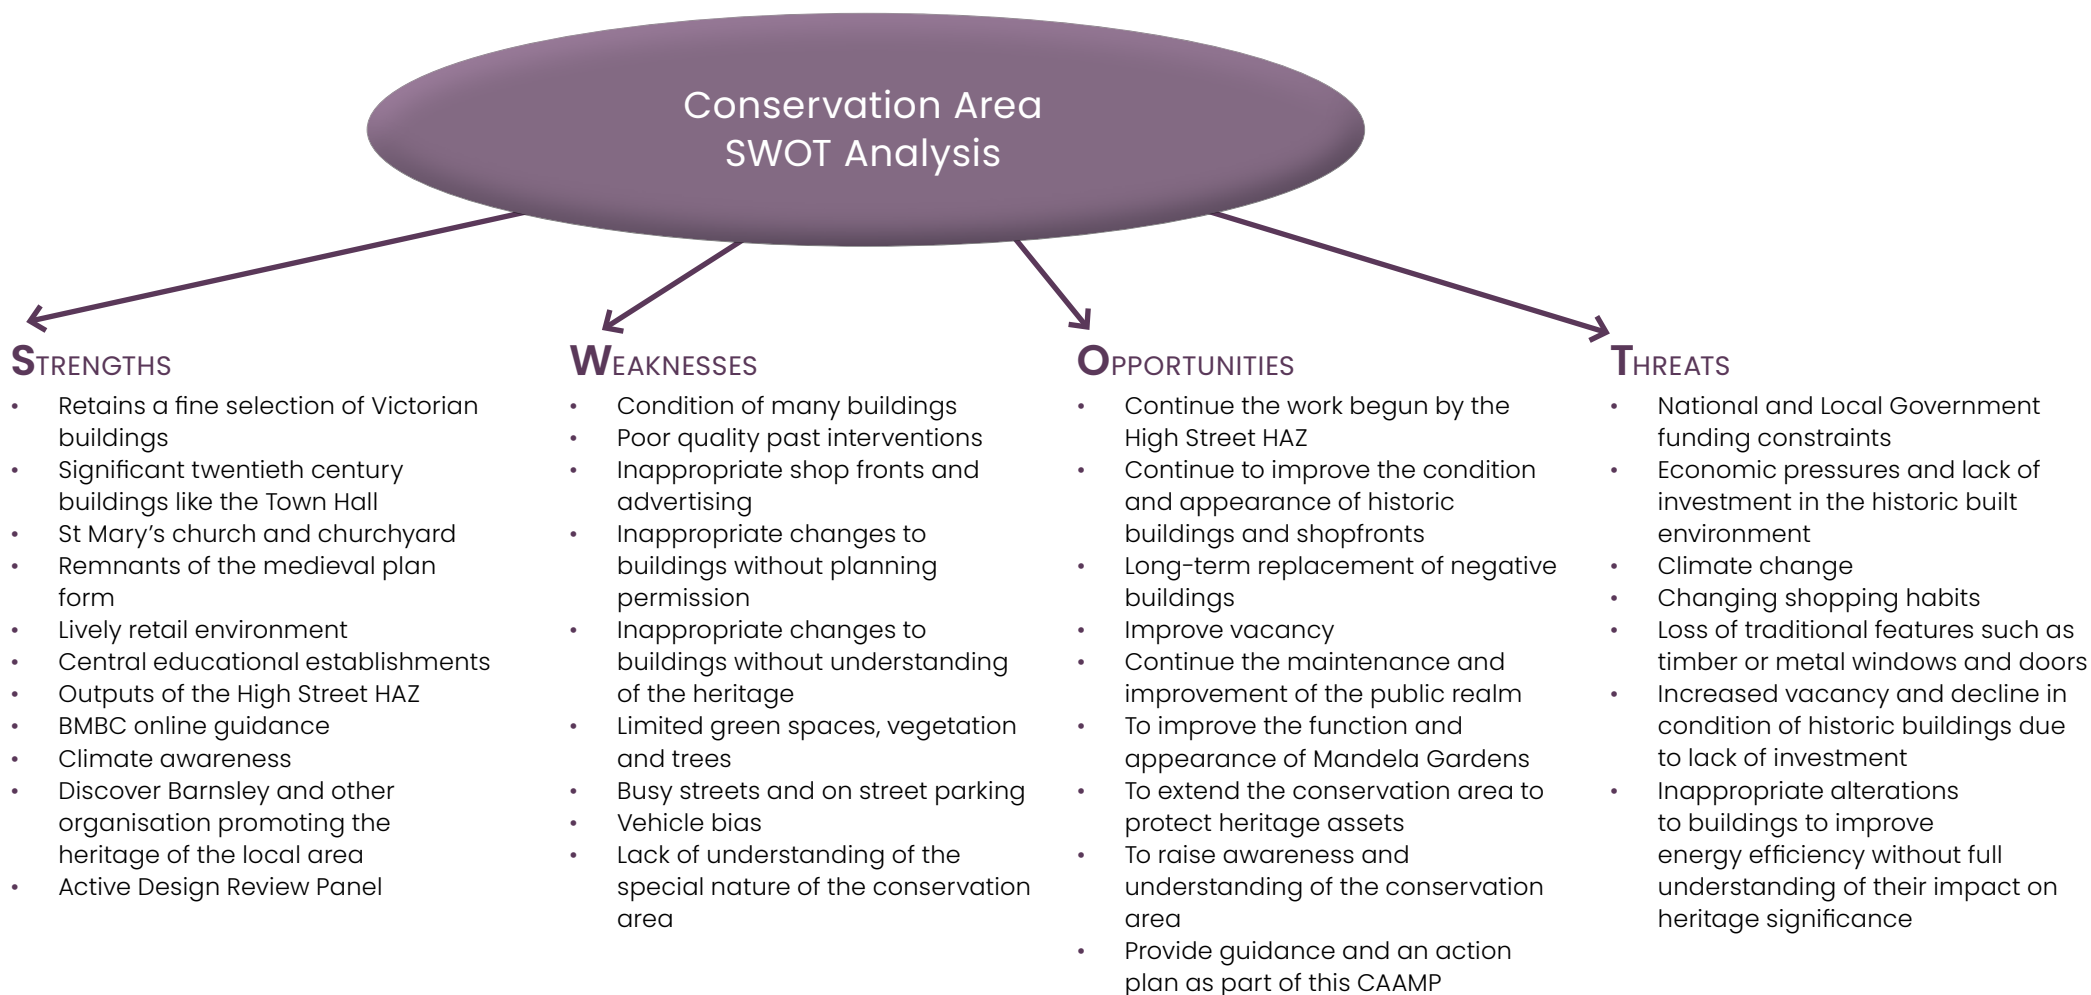 Conservation Area
SWOT Analysis
STRENGTHS
• Retains a fine selection of Victorian
buildings
• Significant twentieth century
buildings like the Town Hall
• St Mary’s church and churchyard
• Remnants of the medieval plan
form
• Lively retail environment
• Central educational establishments
• Outputs of the High Street HAZ
• BMBC online guidance
• Climate awareness
• Discover Barnsley and other
organisation promoting the
heritage of the local area
• Active Design Review Panel
WEAKNESSES
• Condition of many buildings
• Poor quality past interventions
• Inappropriate shop fronts and
advertising
• Inappropriate changes to
buildings without planning
permission
• Inappropriate changes to
buildings without understanding
of the heritage
• Limited green spaces, vegetation
and trees
• Busy streets and on street parking
• Vehicle bias
• Lack of understanding of the
special nature of the conservation
area
OPPORTUNITIES
• Continue the work begun by the
High Street HAZ
• Continue to improve the condition
and appearance of historic
buildings and shopfronts
• Long-term replacement of negative
buildings
• Improve vacancy
• Continue the maintenance and
improvement of the public realm
• To improve the function and
appearance of Mandela Gardens
• To extend the conservation area to
protect heritage assets
• To raise awareness and
understanding of the conservation
area
• Provide guidance and an action
plan as part of this CAAMP
THREATS
• National and Local Government
funding constraints
• Economic pressures and lack of
investment in the historic built
environment
• Climate change
• Changing shopping habits
• Loss of traditional features such as
timber or metal windows and doors
• Increased vacancy and decline in
condition of historic buildings due
to lack of investment
• Inappropriate alterations
to buildings to improve
energy efficiency without full
understanding of their impact on
heritage significance